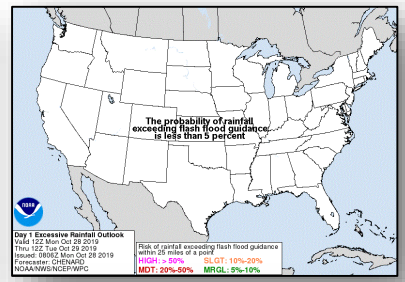 The probability of rainfall
exceeding flash flood guidance
is less than 5 percent
noaa
Day 1 Excessive Rainfall Outlook
Valid 12Z Mon Oct 28 2019
Thru 12Z Tue Oct 29 2019
Issued: 0806Z Mon Oct 28 2019
Forecaster: CHENARD
NOAA/NWS/NCEP/WPC
Risk of rainfall exceeding flash flood guidance
within 25 miles of a point
HIGH: > 50% SLGT: 10%-20%
MDT: 20%-50% MRGL: 5%-10%